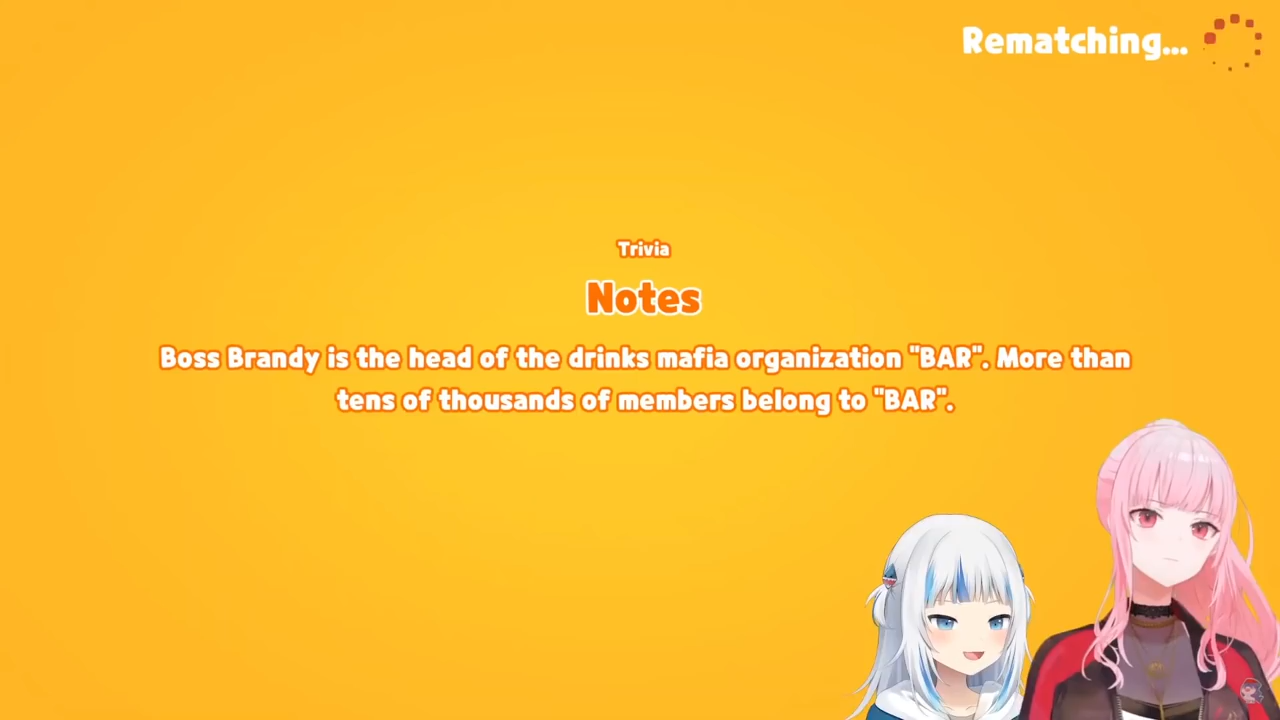 Rematching...
Trivia
Notes
Boss Brandy is the head of the drinks mafia organization "BAR". More than
tens of thousands of members belong to "BAR".